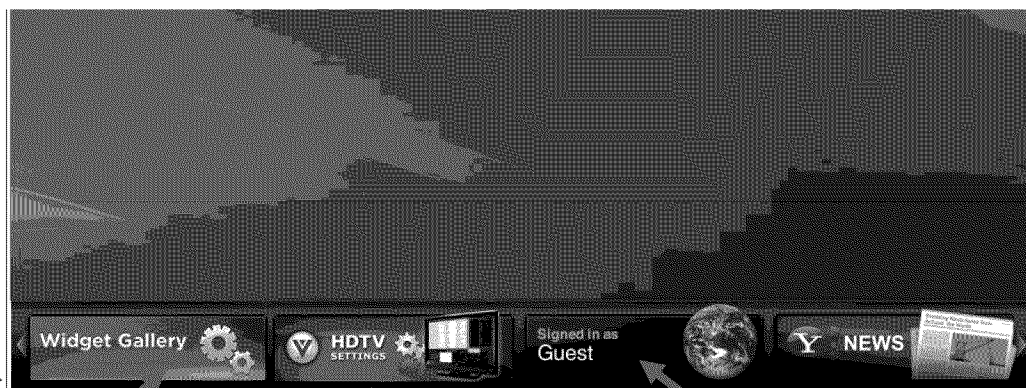 Widget Gallery
HDTV
SETTINGS
Signed in as
Guest
Y NEWS